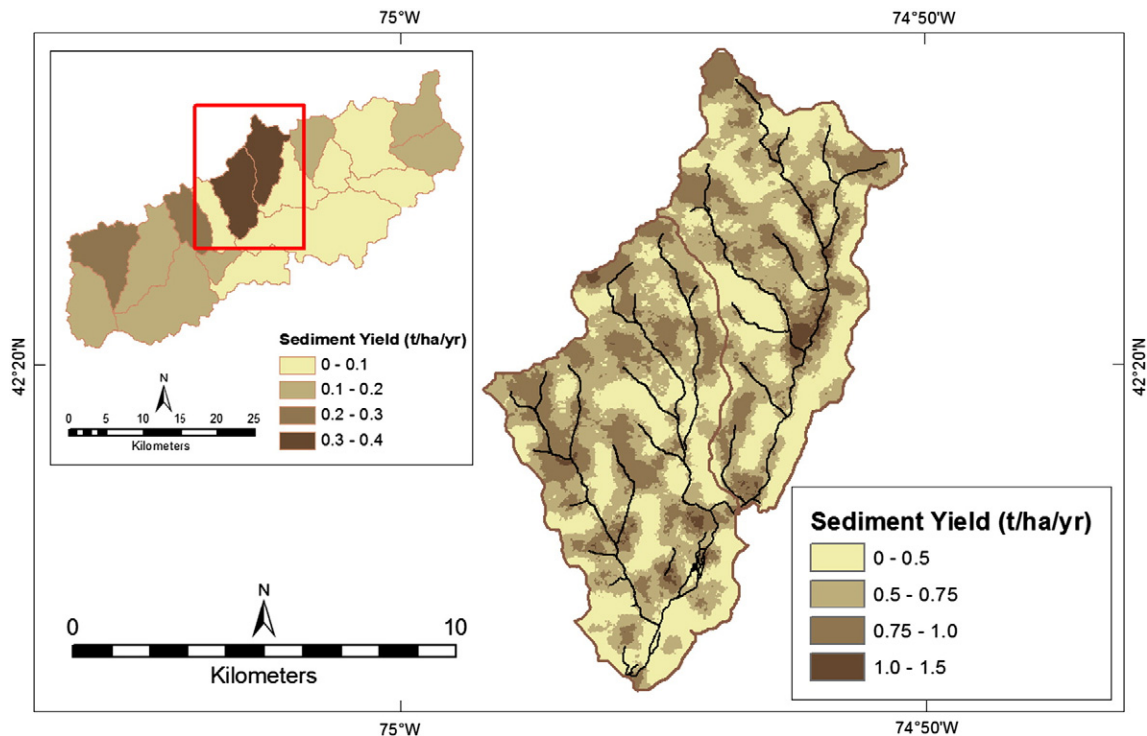 75°W
74°50'W
Sediment Yield (t/ha/yr)
0 - 0.1
0.1 - 0.2
0.2 - 0.3
0.3 - 0.4
N
0 5 10 15 20 25
Kilometers
42°20'N
42°20'N
N
0 10
Kilometers
Sediment Yield (t/ha/yr)
0 - 0.5
0.5 - 0.75
0.75 - 1.0
1.0 - 1.5
75°W
74°50'W